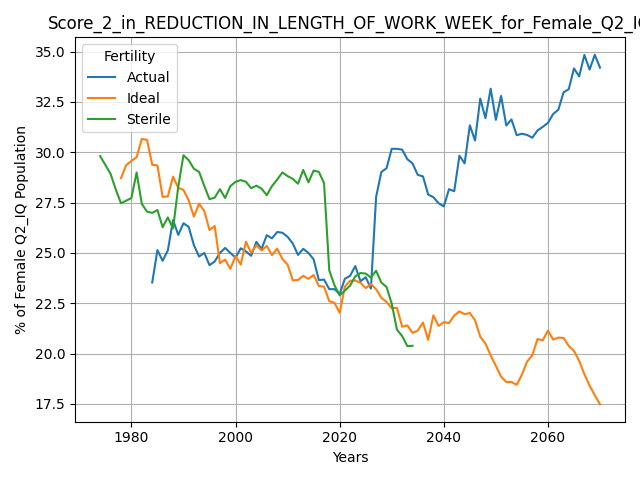 Score_2_in_REDUCTION_IN_LENGTH_OF_WORK_WEEK_for_Female_Q2_IQ
Fertility
Actual
Ideal
Sterile
% of Female Q2_IQ Population
35.0
32.5
30.0
27.5
25.0
22.5
20.0
17.5
1980
2000
2020
2040
2060
Years